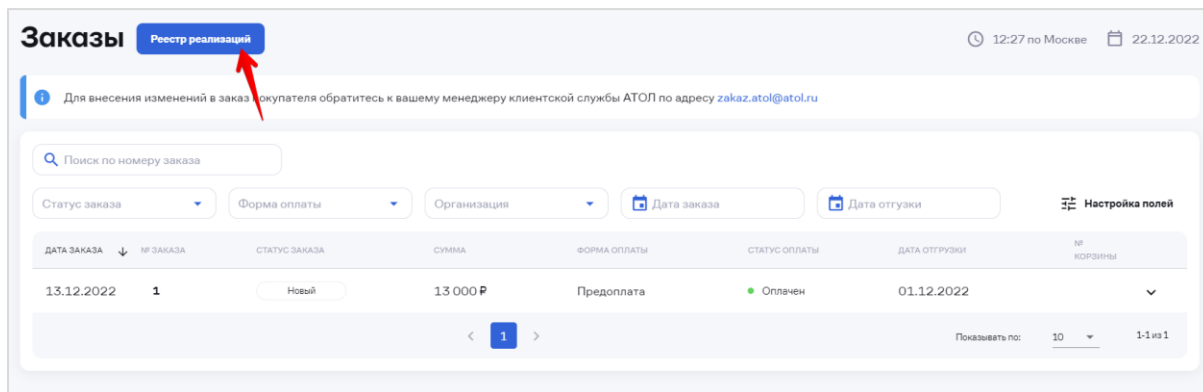 Заказы
Реестр реализаций
12:27 по Москве
22.12.2022
Для внесения изменений в заказ покупателя обратитесь к вашему менеджеру клиентской службы АТОЛ по адресу zakaz.atol@atol.ru
Поиск по номеру заказа
Статус заказа
Форма оплаты
Организация
Дата заказа
Дата отгузки
Настройка полей
ДАТА ЗАКАЗА
№ ЗАКАЗА
СТАТУС ЗАКАЗА
СУММА
ФОРМА ОПЛАТЫ
СТАТУС ОПЛАТЫ
ДАТА ОТГРУЗКИ
№
КОРЗИНЫ
13.12.2022
1
Новый
13 000 ₽
Предоплата
Оплачен
01.12.2022
1
Показывать по:
10
1-1 из 1